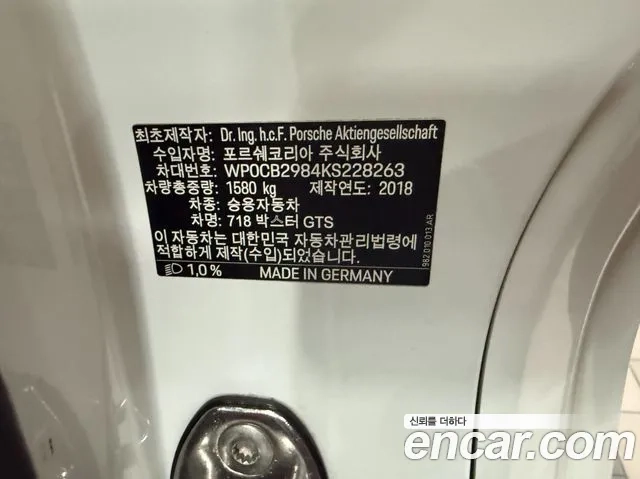 최초제작자: Dr. Ing. h.c.F. Porsche Aktiengesellschaft
수입자명: 포르쉐코리아 주식회사
차대번호: WP0CB2984KS228263
차량총중량: 1580 kg 제작연도: 2018
차종: 승용자동차
차명: 718 박스터 GTS
이 자동차는 대한민국 자동차관리법령에
적합하게 제작(수입)되었습니다.
1,0 % MADE IN GERMANY
982.010.013.AR
신뢰를 더하다
encar.com